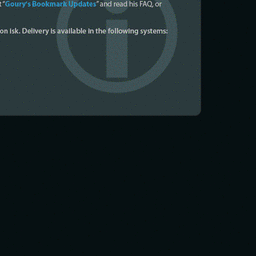 t "Goury's Bookmark Updates" and read his FAQ, or
on isk. Delivery is available in the following systems: